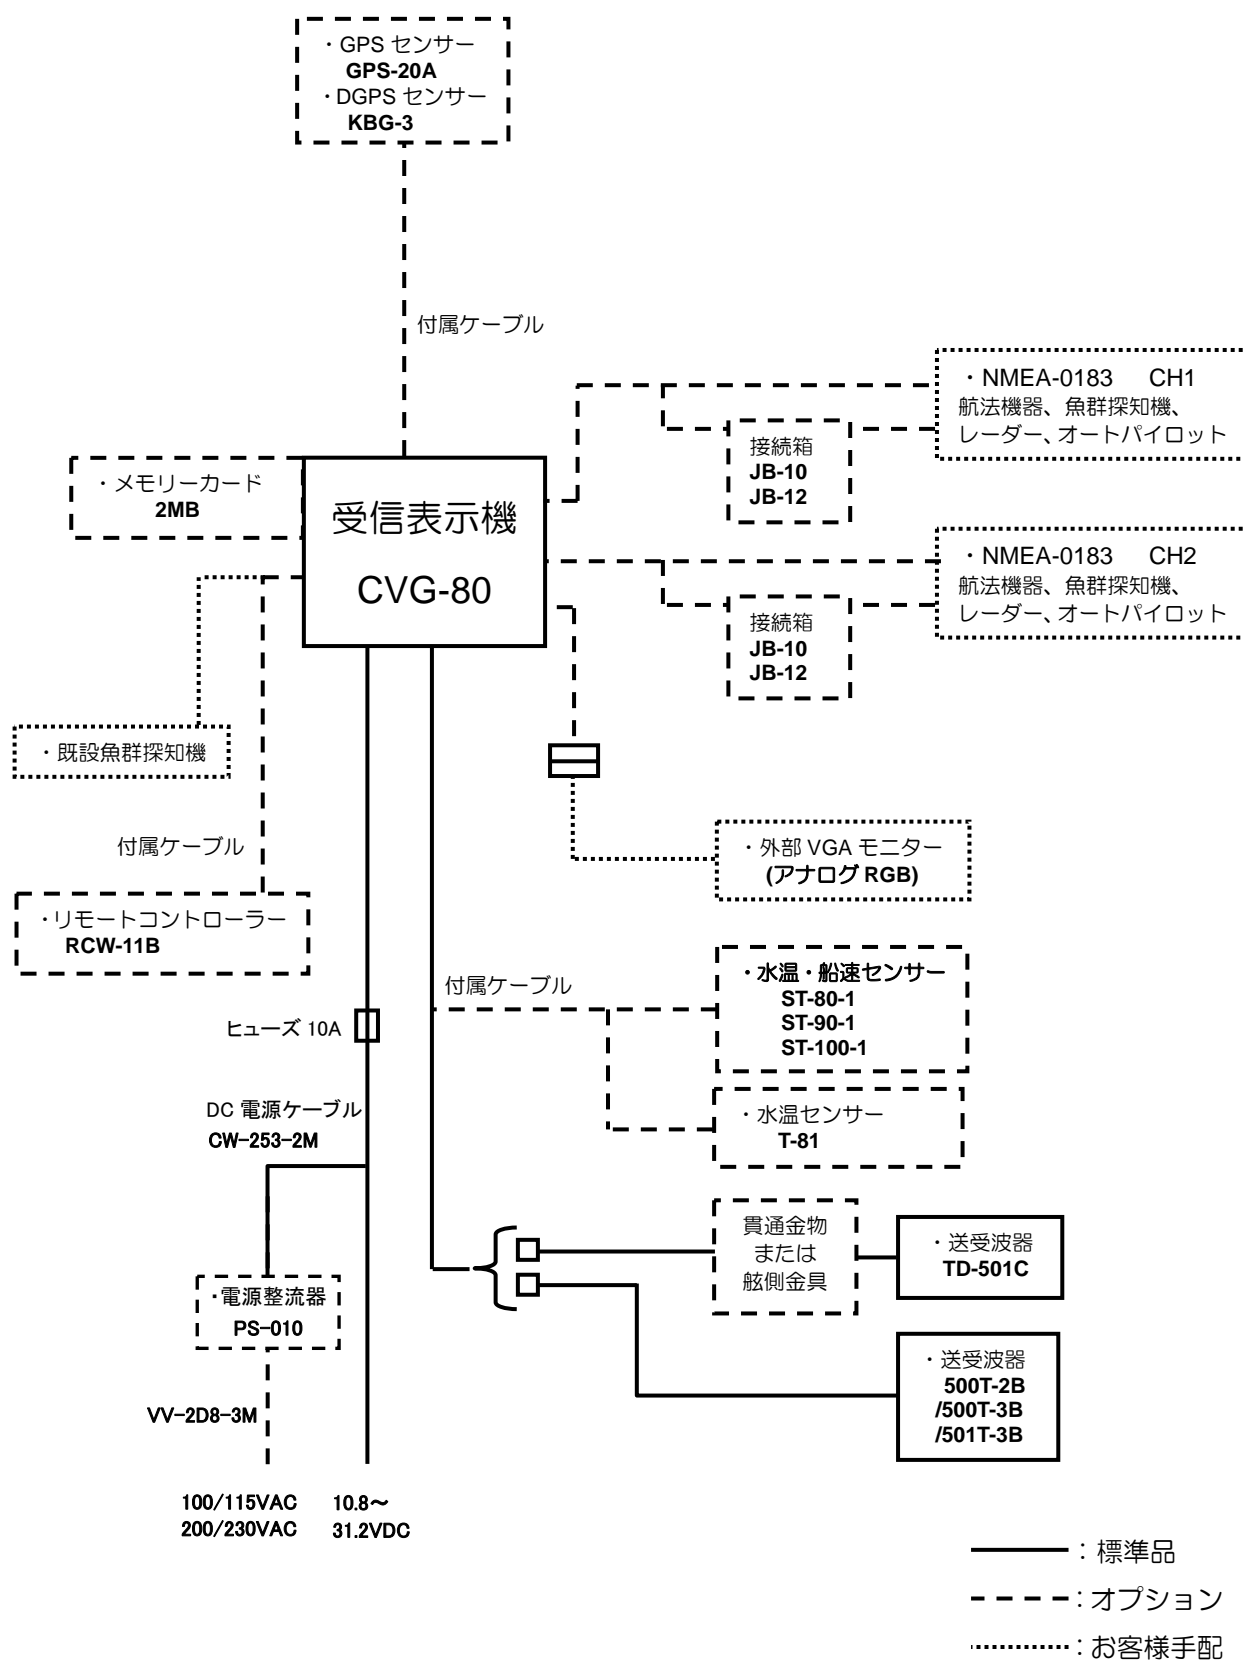 ・GPS センサー
GPS-20A
・DGPS センサー
KBG-3
付属ケーブル
・NMEA-0183 CH1
航法機器、魚群探知機、
レーダー、オートパイロット
接続箱
JB-10
JB-12
・メモリーカード
2MB
受信表示機
CVG-80
・NMEA-0183 CH2
航法機器、魚群探知機、
レーダー、オートパイロット
接続箱
JB-10
JB-12
・既設魚群探知機
付属ケーブル
・外部 VGA モニター
(アナログ RGB)
・リモートコントローラー
RCW-11B
付属ケーブル
・水温・船速センサー
ST-80-1
ST-90-1
ST-100-1
ヒューズ 10A
DC 電源ケーブル
CW-253-2M
・水温センサー
T-81
貫通金物
または
舷側金具
・送受波器
TD-501C
・電源整流器
PS-010
・送受波器
500T-2B
/500T-3B
/501T-3B
VV-2D8-3M
100/115VAC
200/230VAC
10.8～
31.2VDC
：標準品
：オプション
：お客様手配